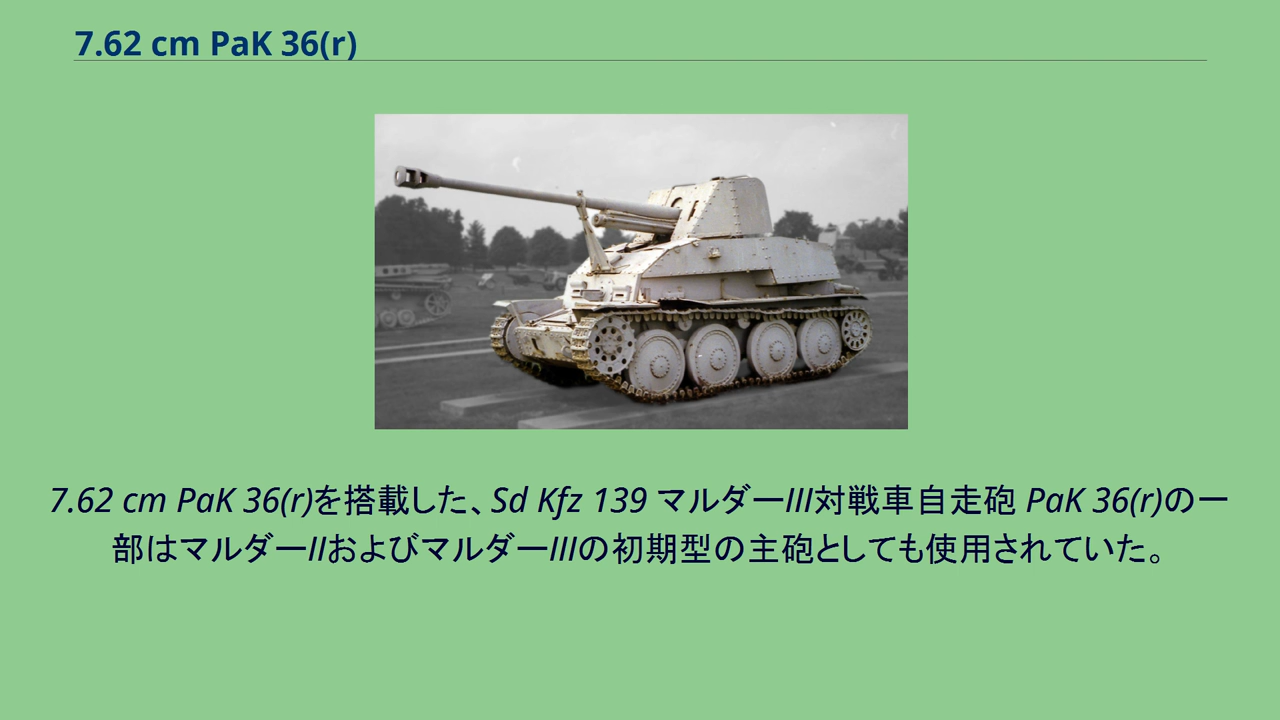 7.62 cm PaK 36(r)
7.62 cm PaK 36(r)を搭載した、Sd Kfz 139 マルダーIII対戦車自走砲 PaK 36(r)の一
部はマルダーIIおよびマルダーIIIの初期型の主砲としても使用されていた。